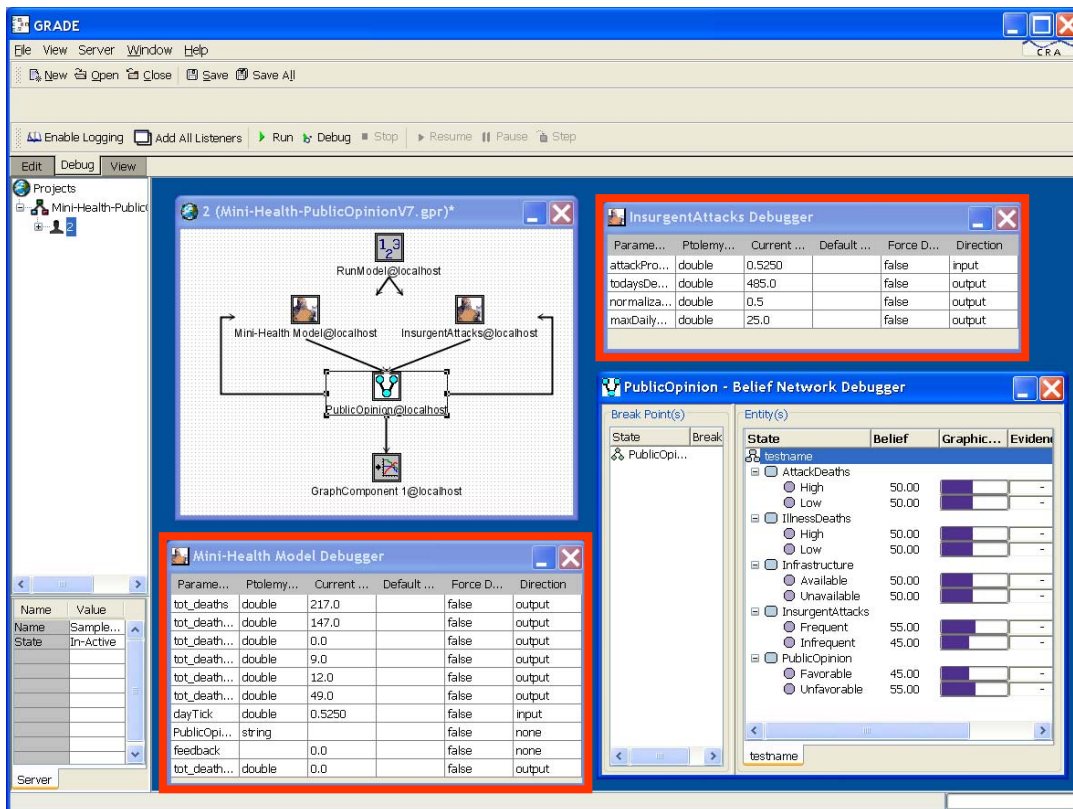 GRADE
File View Server Window Help
CRA
New Open Close Save Save All
Enable Logging Add All Listeners Run Debug Stop Resume Pause Step
Edit Debug View
Projects
Mini-Health-Public
2
2 (Mini-Health-PublicOpinionV7.gpr)*
RunModel@localhost
Mini-Health Model@localhost InsurgentAttacks@localhost
PublicOpinion@localhost
GraphComponent 1@localhost
InsurgentAttacks Debugger
Parame... Ptolemy... Current ... Default ... Force D... Direction
attackPro... double 0.5250 false input
todaysDe... double 485.0 false output
normaliza... double 0.5 false output
maxDaily... double 25.0 false output
PublicOpinion - Belief Network Debugger
Break Point(s) Entity(s)
State Break
PublicOpi...
State Belief Graphic... Eviden
testname
AttackDeaths
High 50.00 -
Low 50.00 -
IllnessDeaths
High 50.00 -
Low 50.00 -
Infrastructure
Available 50.00 -
Unavailable 50.00 -
InsurgentAttacks
Frequent 55.00 -
Infrequent 45.00 -
PublicOpinion
Favorable 45.00 -
Unfavorable 55.00 -
testname
Mini-Health Model Debugger
Parame... Ptolemy... Current ... Default ... Force D... Direction
tot_deaths double 217.0 false output
tot_death... double 147.0 false output
tot_death... double 0.0 false output
tot_death... double 9.0 false output
tot_death... double 12.0 false output
tot_death... double 49.0 false output
dayTick double 0.5250 false input
PublicOpi... string false none
feedback 0.0 false none
tot_death... double 0.0 false output
Name Value
Name Sample...
State In-Active
Server